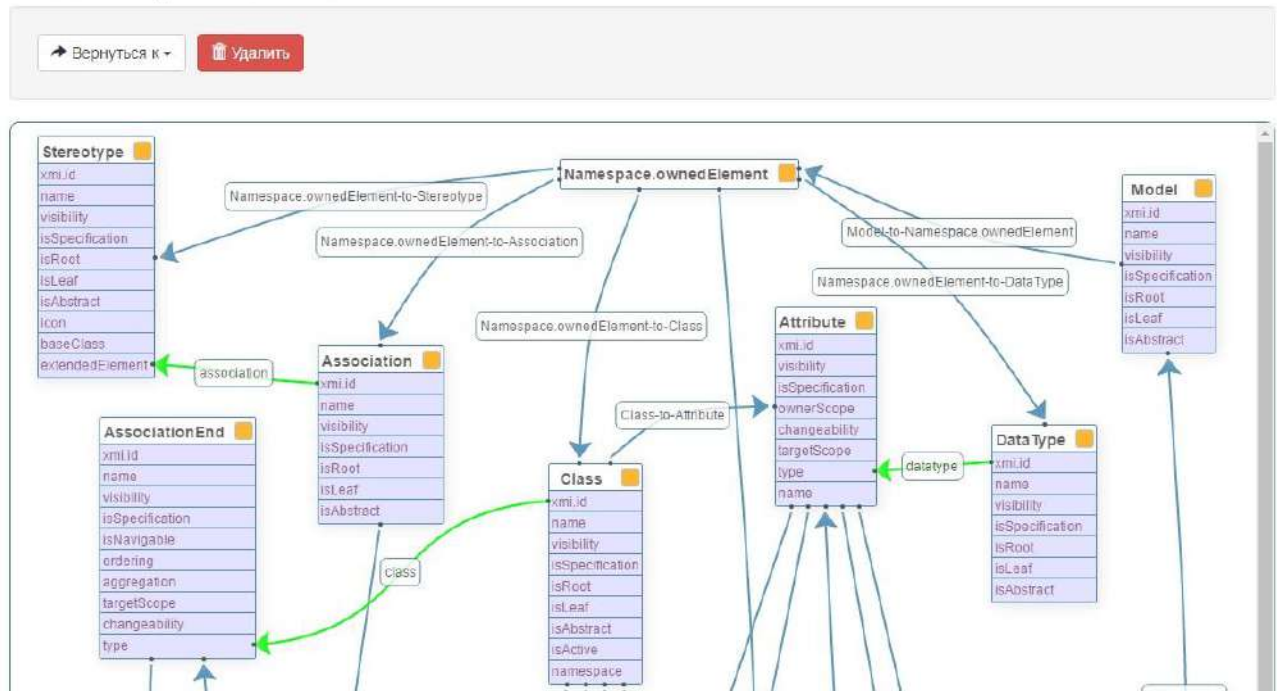 Вернуться к
Удалить
Stereotype
xmi.id
name
visibility
isSpecification
isRoot
isLeaf
isAbstract
icon
baseClass
extendedElement
Namespace.ownedElement
Model
xmi.id
name
visibility
isSpecification
isRoot
isLeaf
isAbstract
Namespace.ownedElement-to-Stereotype
Namespace.ownedElement-to-Association
Model-to-Namespace.ownedElement
Namespace.ownedElement-to-DataType
Namespace.ownedElement-to-Class
Attribute
xmi.id
visibility
isSpecification
ownerScope
changeability
targetScope
type
name
Association
xmi.id
name
visibility
isSpecification
isRoot
isLeaf
isAbstract
association
Class-to-Attribute
AssociationEnd
xmi.id
name
visibility
isSpecification
isNavigable
ordering
aggregation
targetScope
changeability
type
DataType
xmi.id
name
visibility
isSpecification
isRoot
isLeaf
isAbstract
datatype
Class
xmi.id
name
visibility
isSpecification
isRoot
isLeaf
isAbstract
isActive
namespace
class